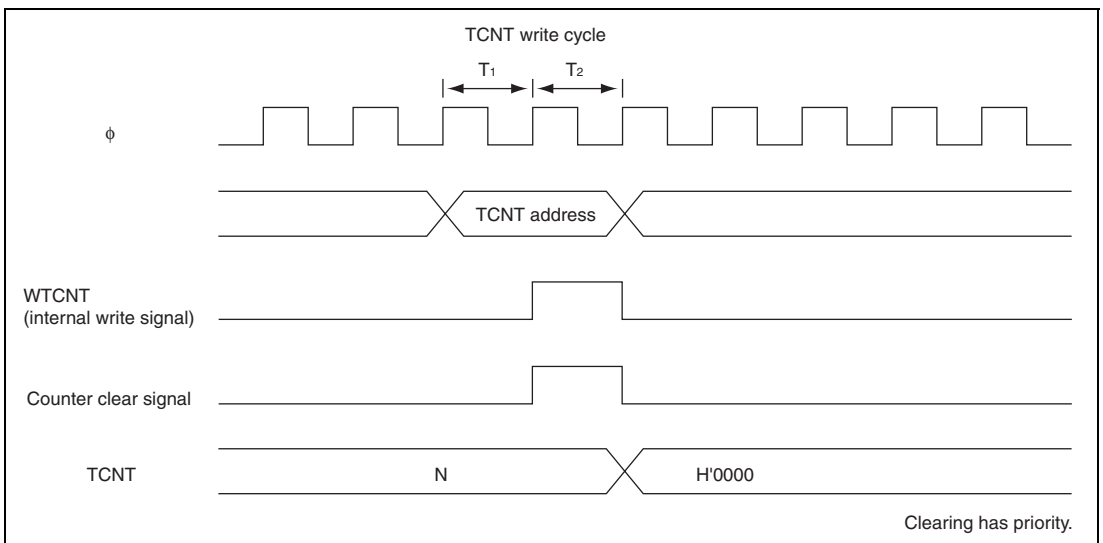 TCNT write cycle
T1 T2
ϕ
TCNT address
WTCNT
(internal write signal)
Counter clear signal
TCNT N H'0000
Clearing has priority.